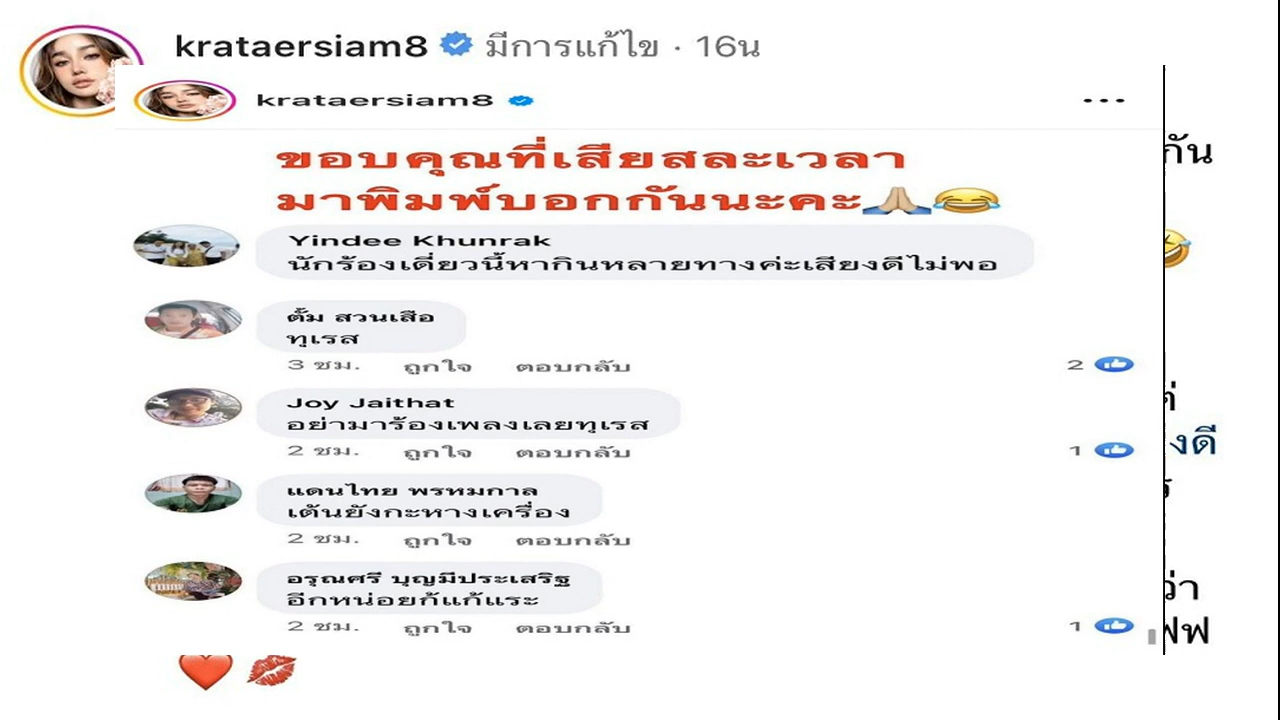 krataersiam8 มีการแก้ไข · 16น
krataersiam8
ขอบคุณที่เสียสละเวลา
มาพิมพ์บอกกันนะคะ🙏😂
Yindee Khunrak
นักร้องเดี่ยวนี้หากินหลายทางค่ะเสียงดีไม่พอ
ตั้ม สวนเสือ
ทุเรส
3 ชม. ถูกใจ ตอบกลับ 2
Joy Jaithat
อย่ามาร้องเพลงเลยทุเรส
2 ชม. ถูกใจ ตอบกลับ 1
แดนไทย พรหมกาล
เต้นยังกะหางเครื่อง
2 ชม. ถูกใจ ตอบกลับ
อรุณศรี บุญมีประเสริฐ
อีกหน่อยก้แก้แระ
2 ชม. ถูกใจ ตอบกลับ 1
กัน
งดี
ว่า
❤️ 💋